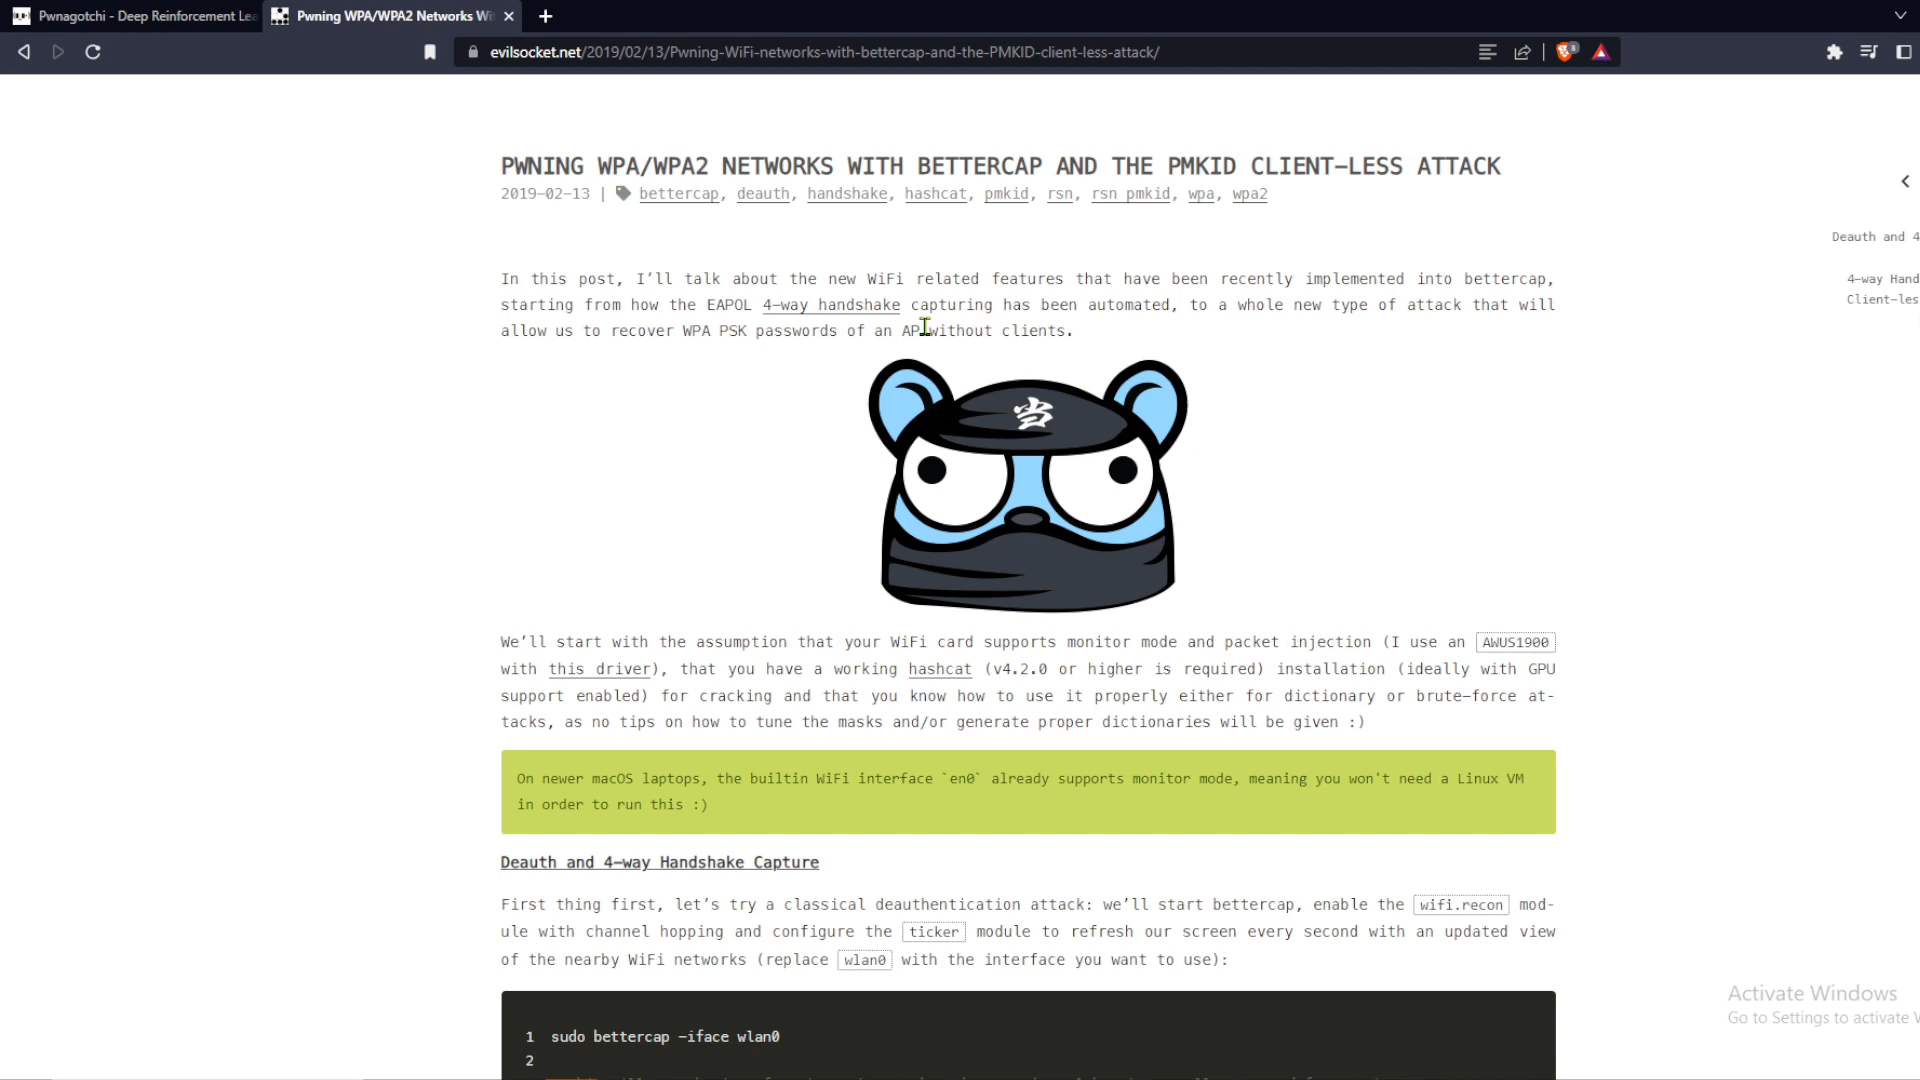 Pwnagotchi - Deep Reinforcement Lea
Pwning WPA/WPA2 Networks Wi
evilsocket.net/2019/02/13/Pwning-WiFi-networks-with-bettercap-and-the-PMKID-client-less-attack/
3
PWNING WPA/WPA2 NETWORKS WITH BETTERCAP AND THE PMKID CLIENT-LESS ATTACK
2019-02-13 | bettercap, deauth, handshake, hashcat, pmkid, rsn, rsn pmkid, wpa, wpa2
Deauth and 4
4-way Hand
Client-les
In this post, I’ll talk about the new WiFi related features that have been recently implemented into bettercap,
starting from how the EAPOL 4-way handshake capturing has been automated, to a whole new type of attack that will
allow us to recover WPA PSK passwords of an AP without clients.
当
We’ll start with the assumption that your WiFi card supports monitor mode and packet injection (I use an AWUS1900
with this driver), that you have a working hashcat (v4.2.0 or higher is required) installation (ideally with GPU
support enabled) for cracking and that you know how to use it properly either for dictionary or brute-force at-
tacks, as no tips on how to tune the masks and/or generate proper dictionaries will be given :)
On newer macOS laptops, the builtin WiFi interface `en0` already supports monitor mode, meaning you won't need a Linux VM
in order to run this :)
Deauth and 4-way Handshake Capture
First thing first, let’s try a classical deauthentication attack: we’ll start bettercap, enable the wifi.recon mod-
ule with channel hopping and configure the ticker module to refresh our screen every second with an updated view
of the nearby WiFi networks (replace wlan0 with the interface you want to use):
1 sudo bettercap -iface wlan0
2
Activate Windows
Go to Settings to activate W